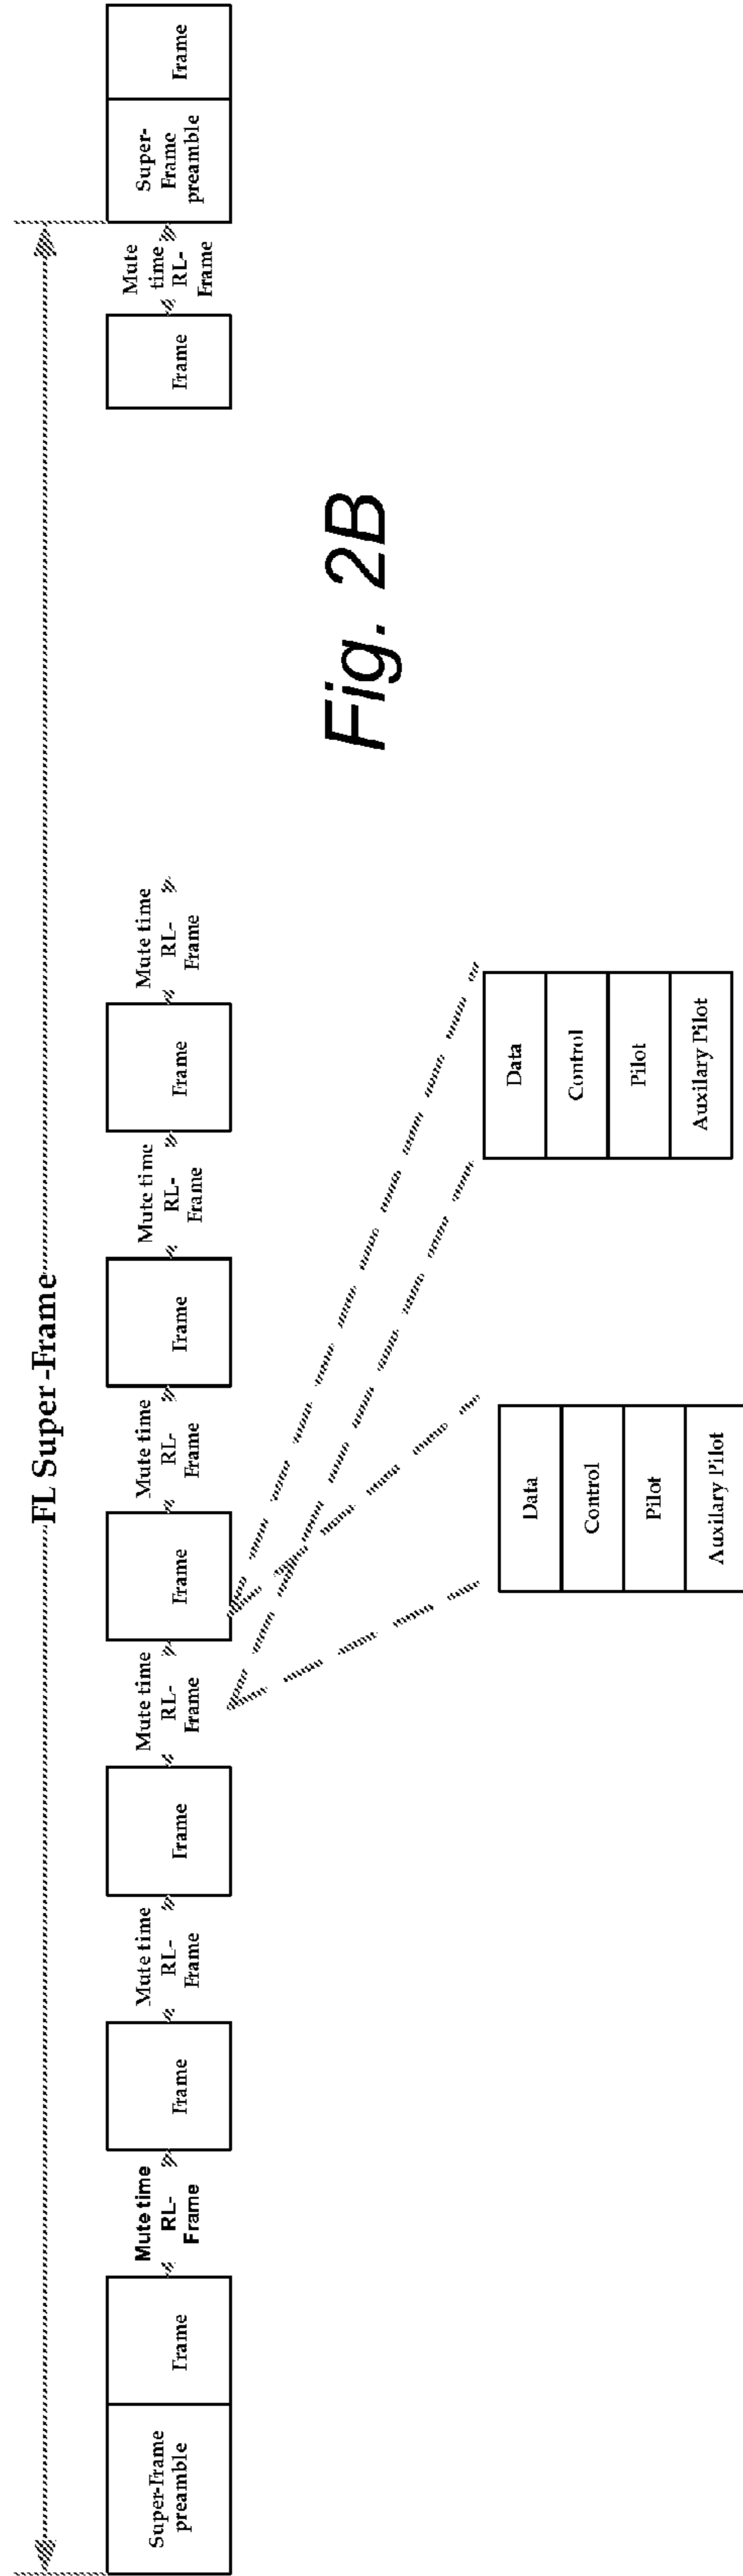 FL Super-Frame
Super-Frame
preamble
Frame
Mute time
RL-
Frame
Frame
Mute time
RL-
Frame
Frame
Mute time
RL-
Frame
Frame
Mute time
RL-
Frame
Frame
Mute time
RL-
Frame
Frame
Mute time
RL-
Frame
Frame
Mute
time
RL-
Frame
Super-
Frame
preamble
Frame
Data
Control
Pilot
Auxilary Pilot
Data
Control
Pilot
Auxilary Pilot
Fig. 2B